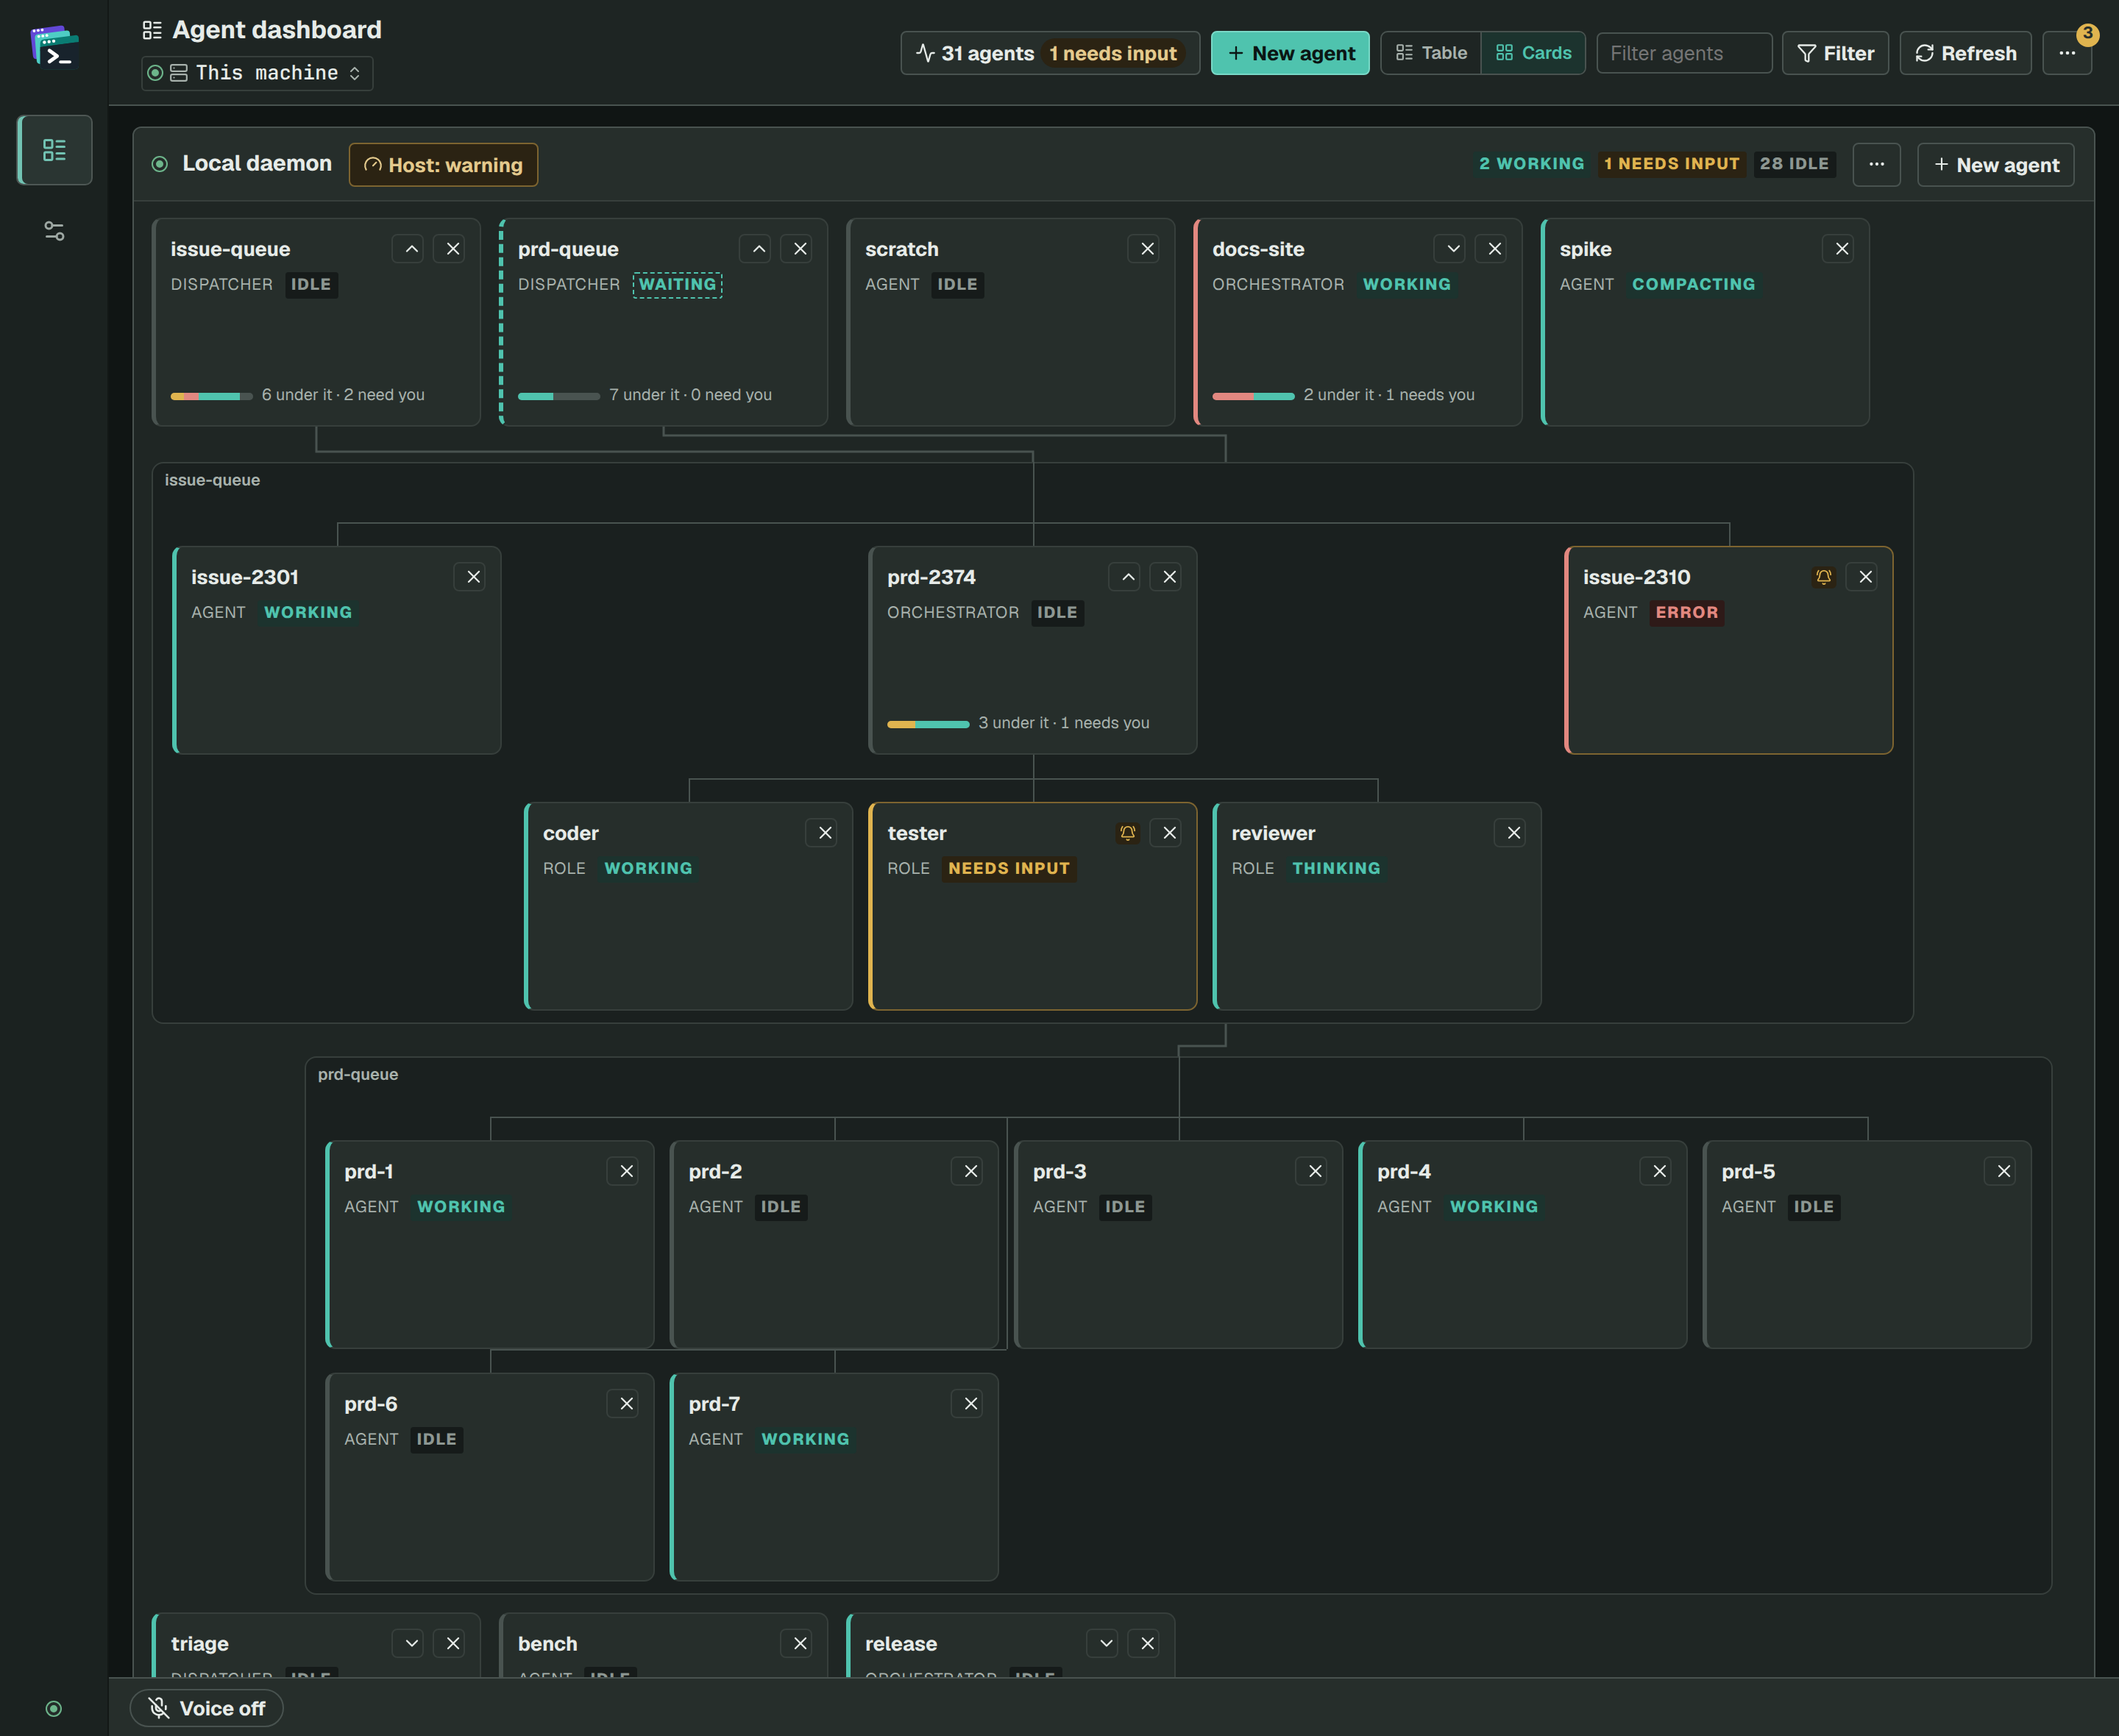 Agent dashboard
This machine
31 agents 1 needs input
+ New agent
Table
Cards
Filter agents
Filter
Refresh
3
Local daemon
Host: warning
2 WORKING 1 NEEDS INPUT 28 IDLE
+ New agent
issue-queue
DISPATCHER IDLE
6 under it · 2 need you
prd-queue
DISPATCHER WAITING
7 under it · 0 need you
scratch
AGENT IDLE
docs-site
ORCHESTRATOR WORKING
2 under it · 1 needs you
spike
AGENT COMPACTING
issue-queue
issue-2301
AGENT WORKING
prd-2374
ORCHESTRATOR IDLE
3 under it · 1 needs you
issue-2310
AGENT ERROR
coder
ROLE WORKING
tester
ROLE NEEDS INPUT
reviewer
ROLE THINKING
prd-queue
prd-1
AGENT WORKING
prd-2
AGENT IDLE
prd-3
AGENT IDLE
prd-4
AGENT WORKING
prd-5
AGENT IDLE
prd-6
AGENT IDLE
prd-7
AGENT WORKING
triage
DISPATCHER IDLE
bench
AGENT IDLE
release
ORCHESTRATOR IDLE
Voice off